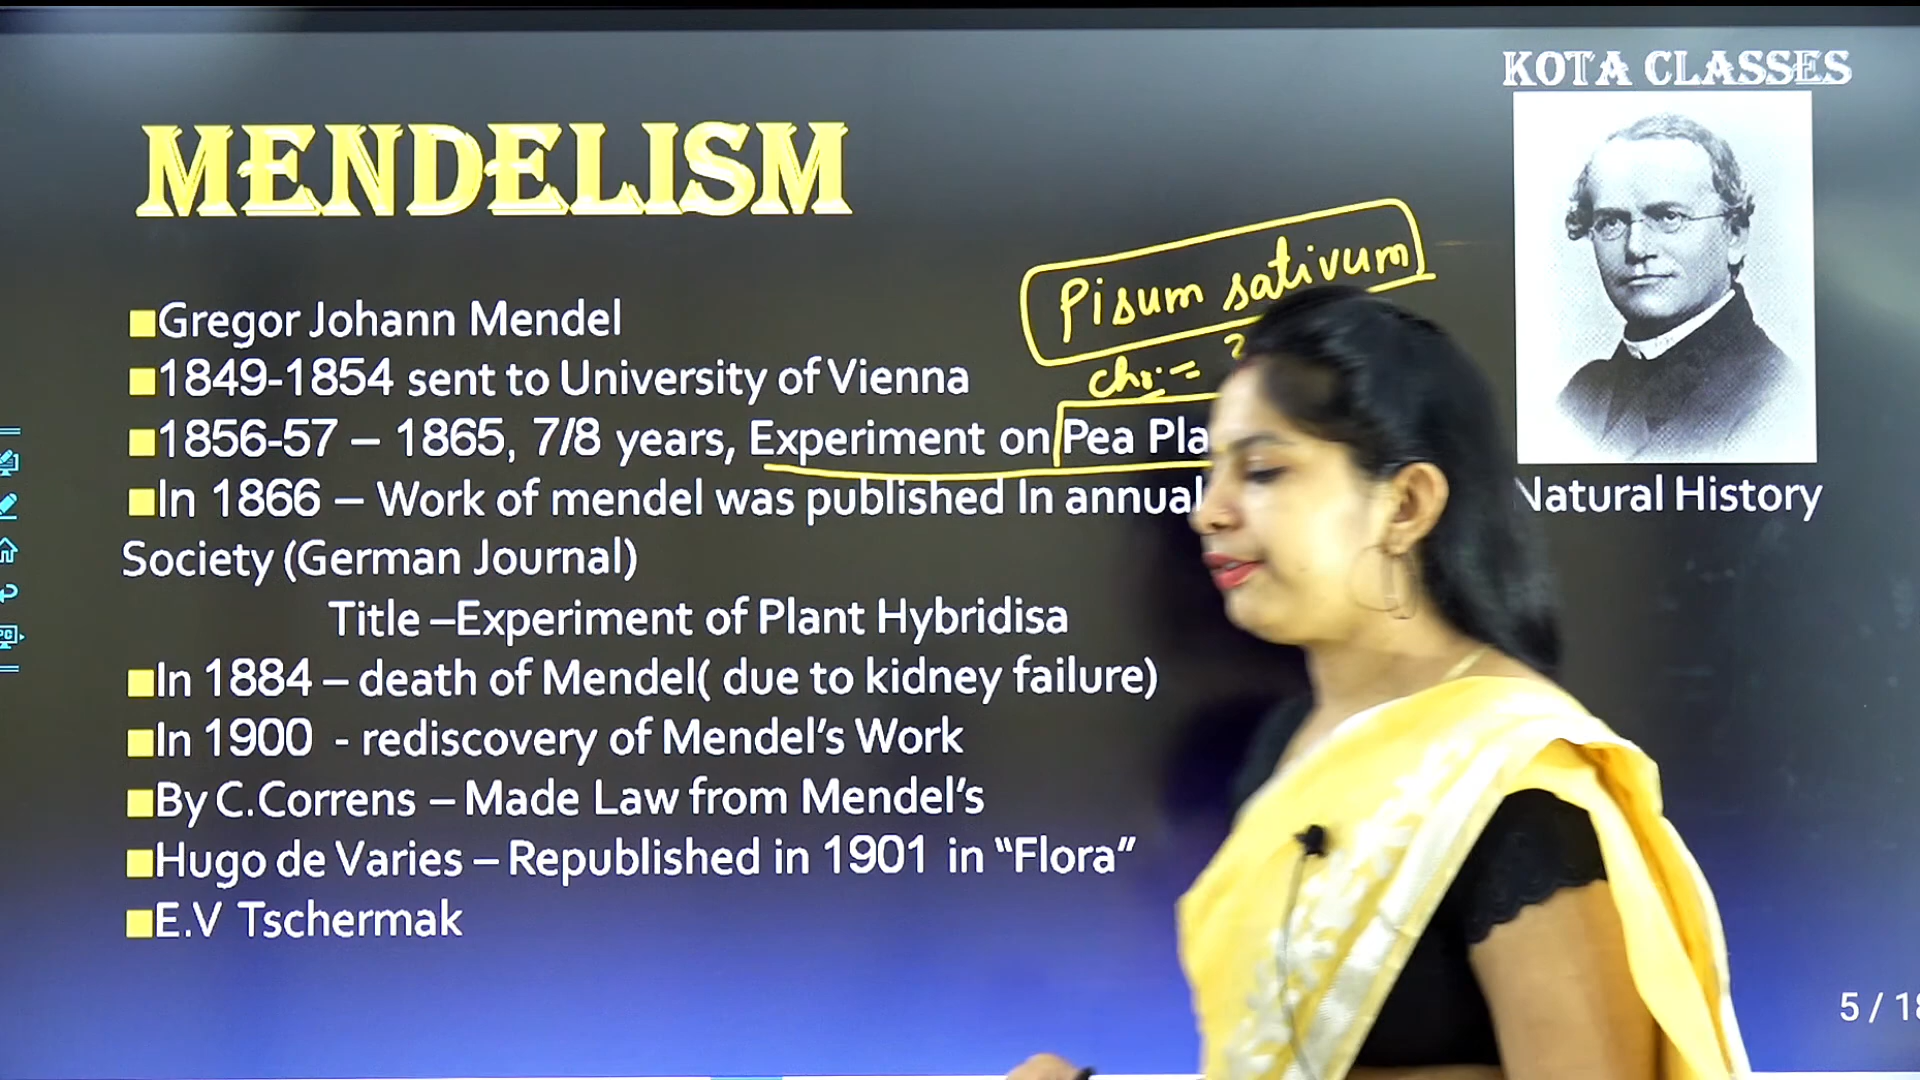 KOTA CLASSES
MENDELISM
Pisum sativum
chr. =
Gregor Johann Mendel
1849-1854 sent to University of Vienna
1856-57 – 1865, 7/8 years, Experiment on Pea
In 1866 – Work of mendel was published In annual Natural History
Society (German Journal)
Title –Experiment of Plant Hybridisa
In 1884 – death of Mendel( due to kidney failure)
In 1900 - rediscovery of Mendel's Work
By C.Correns – Made Law from Mendel's
Hugo de Varies – Republished in 1901 in “Flora”
E.V Tschermak
5 /